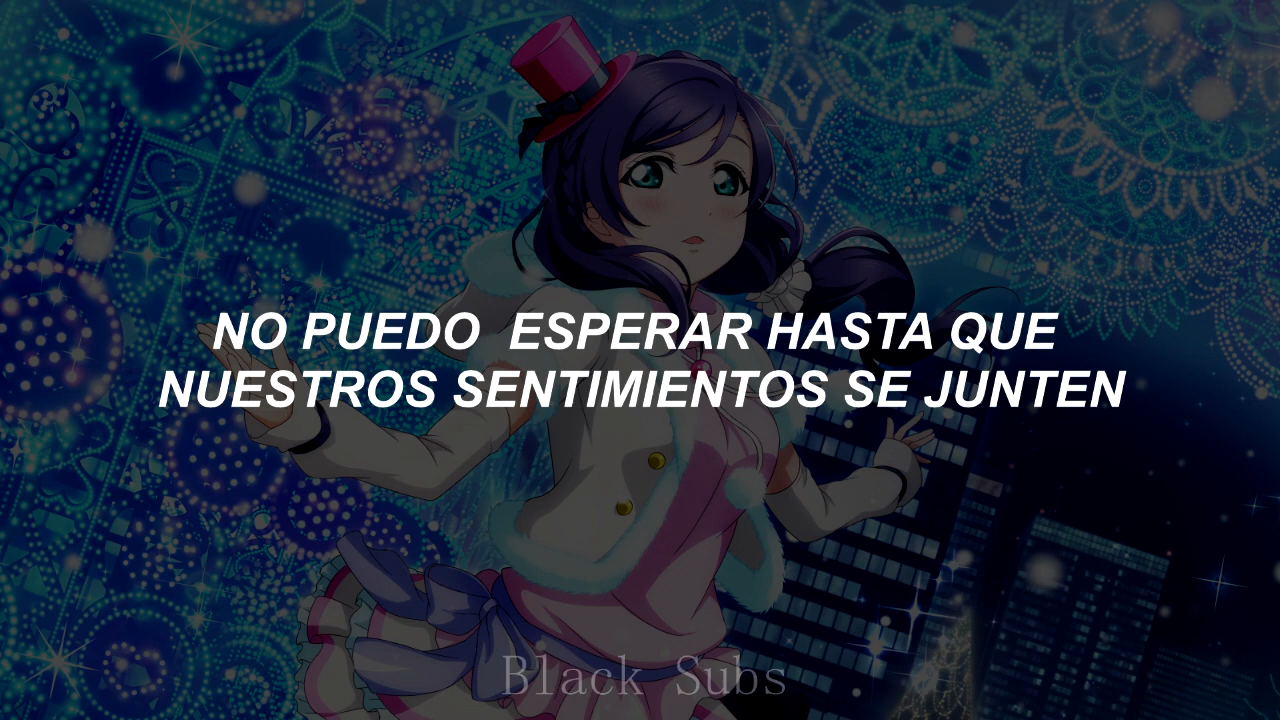 NO PUEDO  ESPERAR HASTA QUE
NUESTROS SENTIMIENTOS SE JUNTEN
Black Subs